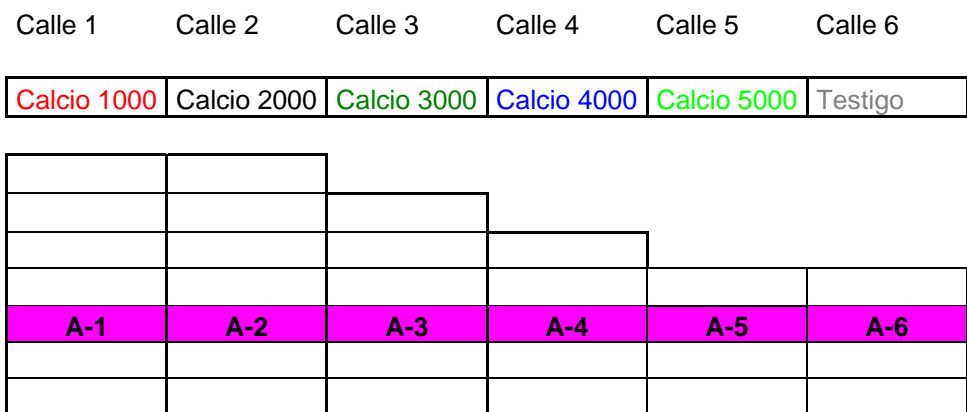 Calle 1 Calle 2 Calle 3 Calle 4 Calle 5 Calle 6
Calcio 1000 Calcio 2000 Calcio 3000 Calcio 4000 Calcio 5000 Testigo
A-1 A-2 A-3 A-4 A-5 A-6